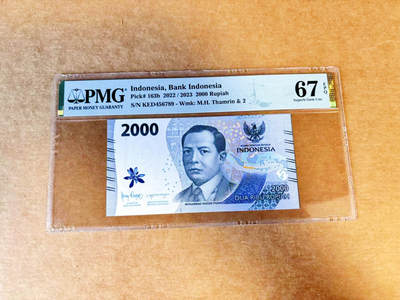 PMG
PAPER MONEY GUARANTY
Indonesia, Bank Indonesia
Pick# 163b 2022 / 2023 2000 Rupiah
S/N KED456789 - Wmk: M.H. Thamrin & 2
67 EPQ
Superb Gem Unc
2000
INDONESIA
2000
DUA RIBU RUPIAH